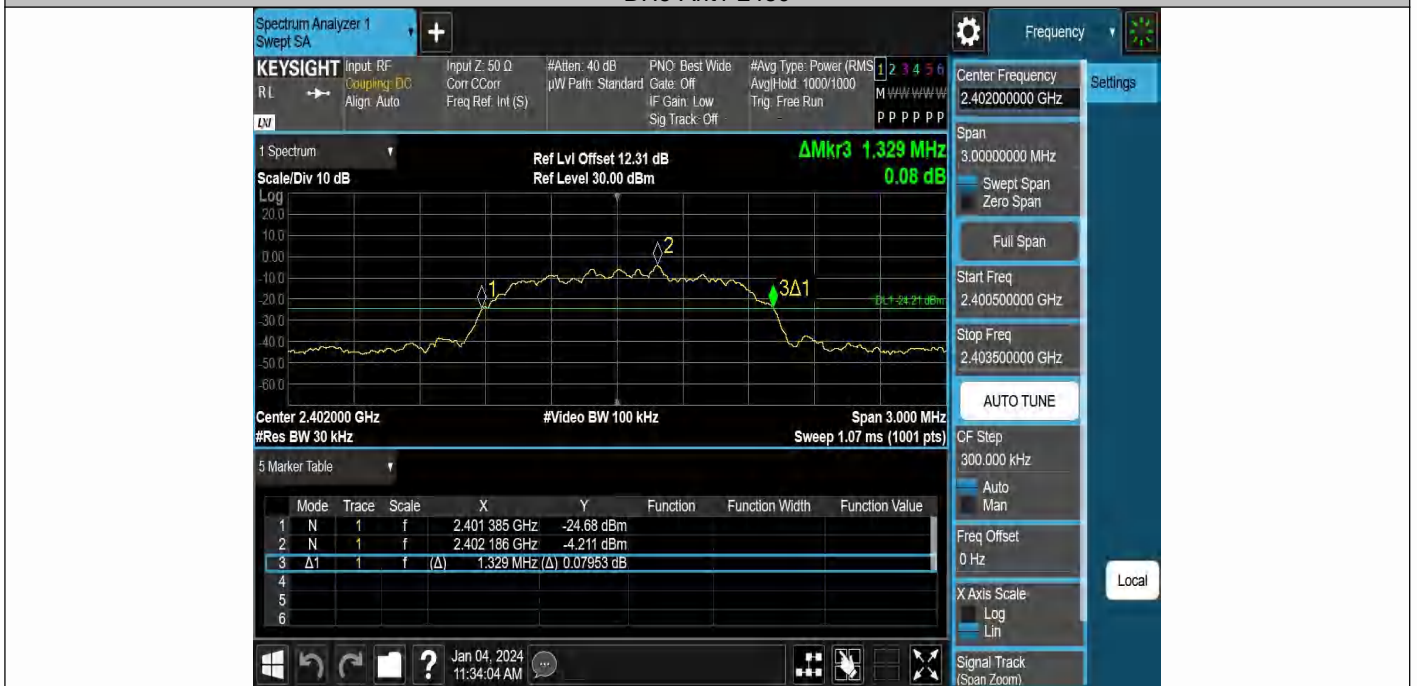 Spectrum Analyzer 1
Swept SA
+
Frequency
KEYSIGHT
RL
LXI
Input: RF
Coupling: DC
Align: Auto
Input Z: 50 Ω
Corr CCorr
Freq Ref: Int (S)
#Atten: 40 dB
µW Path: Standard
PNO: Best Wide
Gate: Off
IF Gain: Low
Sig Track: Off
#Avg Type: Power (RMS
Avg|Hold: 1000/1000
Trig: Free Run
1 2 3 4 5 6
M W W W W W
P P P P P P
1 Spectrum
Scale/Div 10 dB
Ref Lvl Offset 12.31 dB
Ref Level 30.00 dBm
ΔMkr3 1.329 MHz
0.08 dB
Log
20.0
10.0
0.00
-10.0
-20.0
-30.0
-40.0
-50.0
-60.0
1
2
3Δ1
DL1 -24.21 dBm
Center 2.402000 GHz
#Video BW 100 kHz
Span 3.000 MHz
#Res BW 30 kHz
Sweep 1.07 ms (1001 pts)
5 Marker Table
Mode Trace Scale X Y Function Function Width Function Value
1 N 1 f 2.401 385 GHz -24.68 dBm
2 N 1 f 2.402 186 GHz -4.211 dBm
3 Δ1 1 f (Δ) 1.329 MHz (Δ) 0.07953 dB
4
5
6
Center Frequency
2.402000000 GHz
Settings
Span
3.00000000 MHz
Swept Span
Zero Span
Full Span
Start Freq
2.400500000 GHz
Stop Freq
2.403500000 GHz
AUTO TUNE
CF Step
300.000 kHz
Auto
Man
Freq Offset
0 Hz
Local
X Axis Scale
Log
Lin
Signal Track
(Span Zoom)
?
Jan 04, 2024
11:34:04 AM